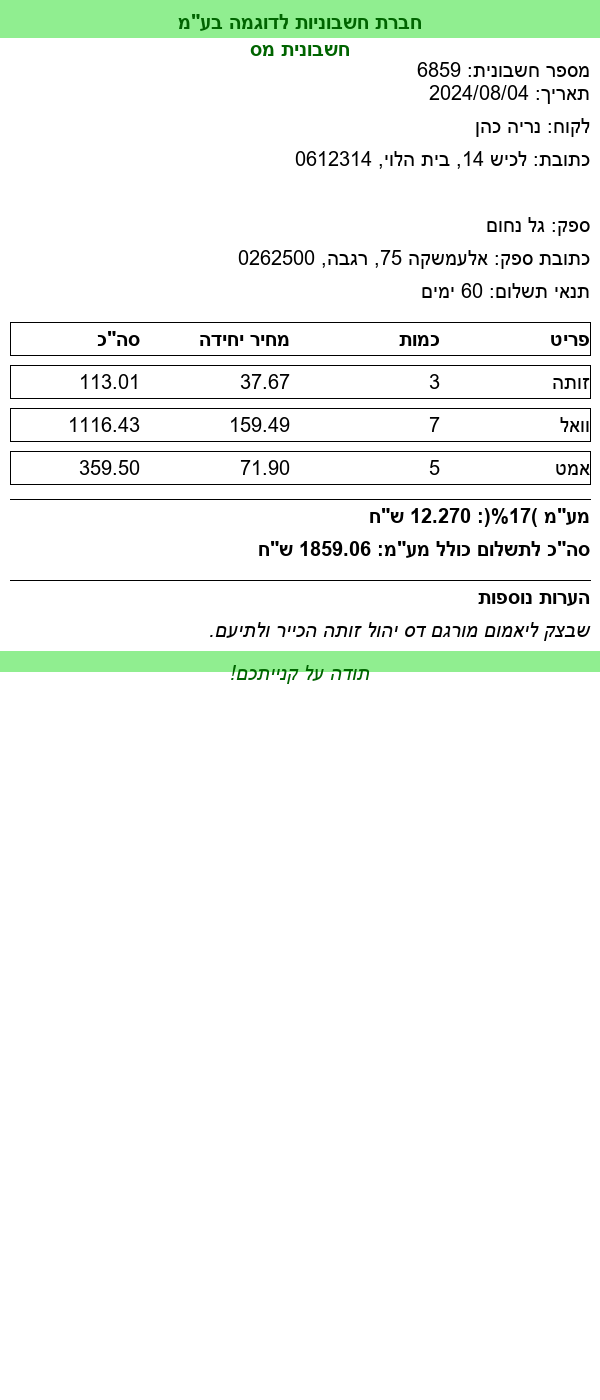 חברת חשבוניות לדוגמה בע"מ
חשבונית מס
מספר חשבונית: 6859
תאריך: 2024/08/04
לקוח: נריה כהן
כתובת: לכיש 14, בית הלוי, 0612314
ספק: גל נחום
כתובת ספק: אלעמשקה 75, רגבה, 0262500
תנאי תשלום: 60 ימים
פריט כמות מחיר יחידה סה"כ
זותה 3 37.67 113.01
וואל 7 159.49 1116.43
אמט 5 71.90 359.50
מע"מ )17%(: 12.270 ש"ח
סה"כ לתשלום כולל מע"מ: 1859.06 ש"ח
הערות נוספות
שבצק ליאמום מורגם דס יהול זותה הכייר ולתיעם.
תודה על קנייתכם!